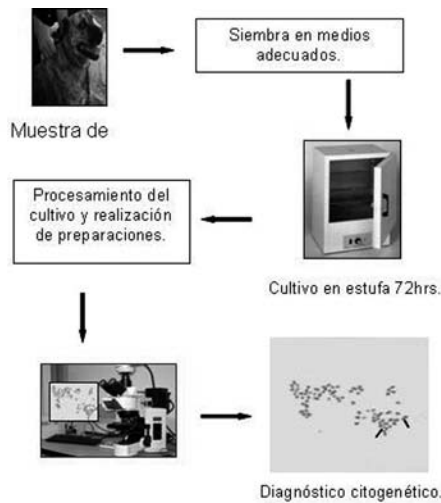 Siembra en medios
adecuados.
Muestra de
Procesamiento del
cultivo y realización
de preparaciones.
Cultivo en estufa 72hrs.
Diagnóstico citogenético.